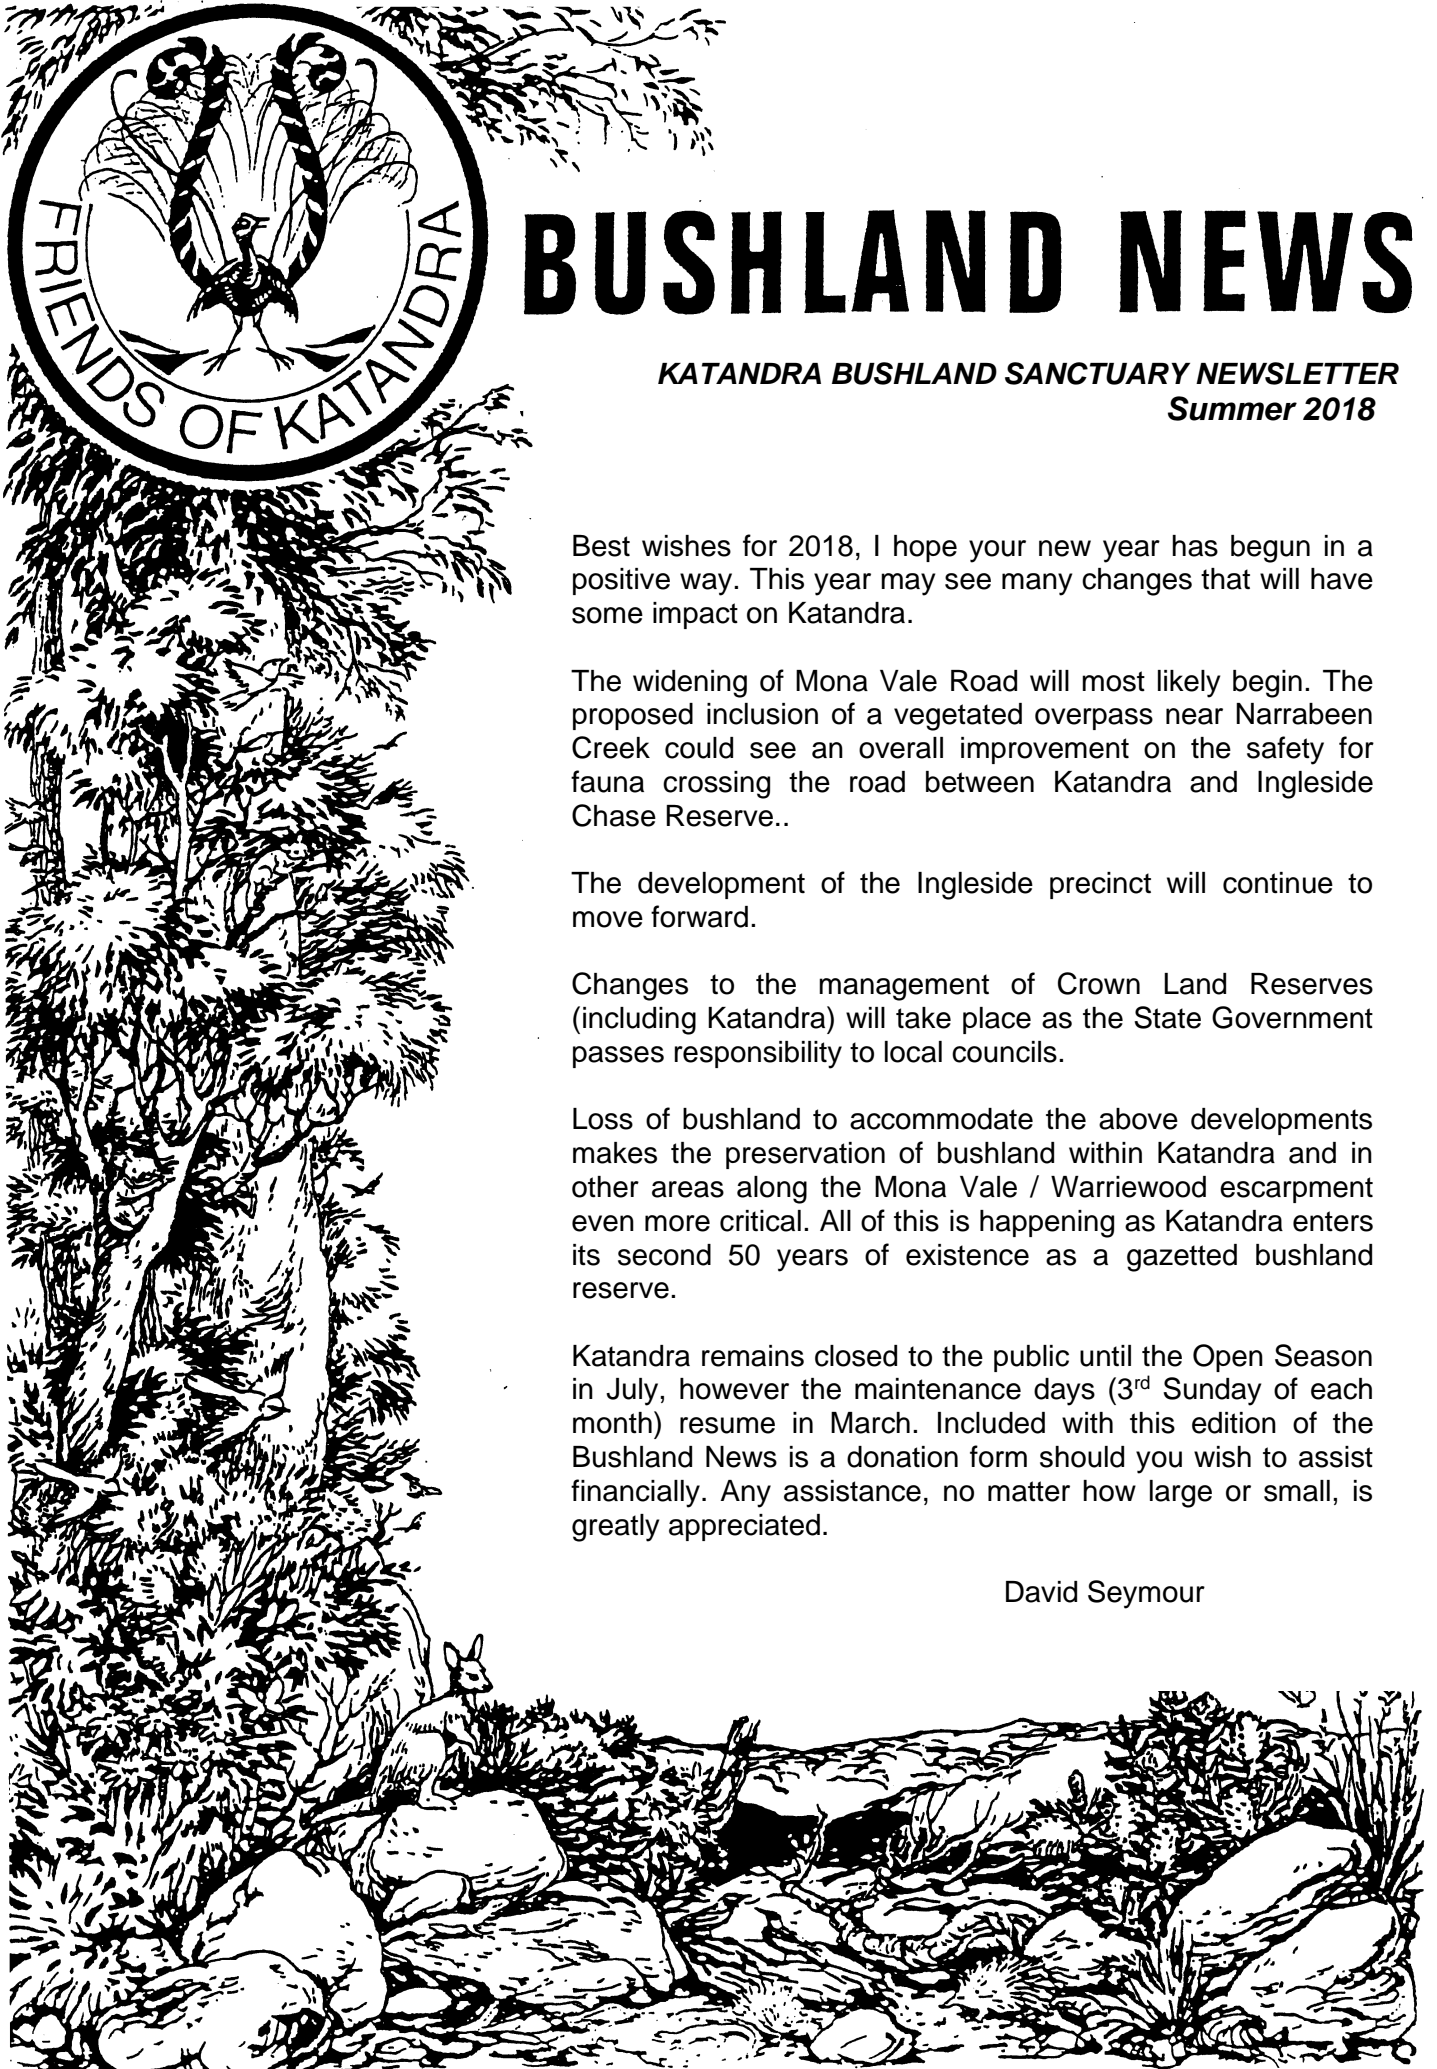 FRIENDS OF KATANDRA
BUSHLAND NEWS
KATANDRA BUSHLAND SANCTUARY NEWSLETTER
Summer 2018
Best wishes for 2018, I hope your new year has begun in a
positive way. This year may see many changes that will have
some impact on Katandra.
The widening of Mona Vale Road will most likely begin. The
proposed inclusion of a vegetated overpass near Narrabeen
Creek could see an overall improvement on the safety for
fauna crossing the road between Katandra and Ingleside
Chase Reserve..
The development of the Ingleside precinct will continue to
move forward.
Changes to the management of Crown Land Reserves
(including Katandra) will take place as the State Government
passes responsibility to local councils.
Loss of bushland to accommodate the above developments
makes the preservation of bushland within Katandra and in
other areas along the Mona Vale / Warriewood escarpment
even more critical. All of this is happening as Katandra enters
its second 50 years of existence as a gazetted bushland
reserve.
Katandra remains closed to the public until the Open Season
in July, however the maintenance days (3rd Sunday of each
month) resume in March. Included with this edition of the
Bushland News is a donation form should you wish to assist
financially. Any assistance, no matter how large or small, is
greatly appreciated.
David Seymour